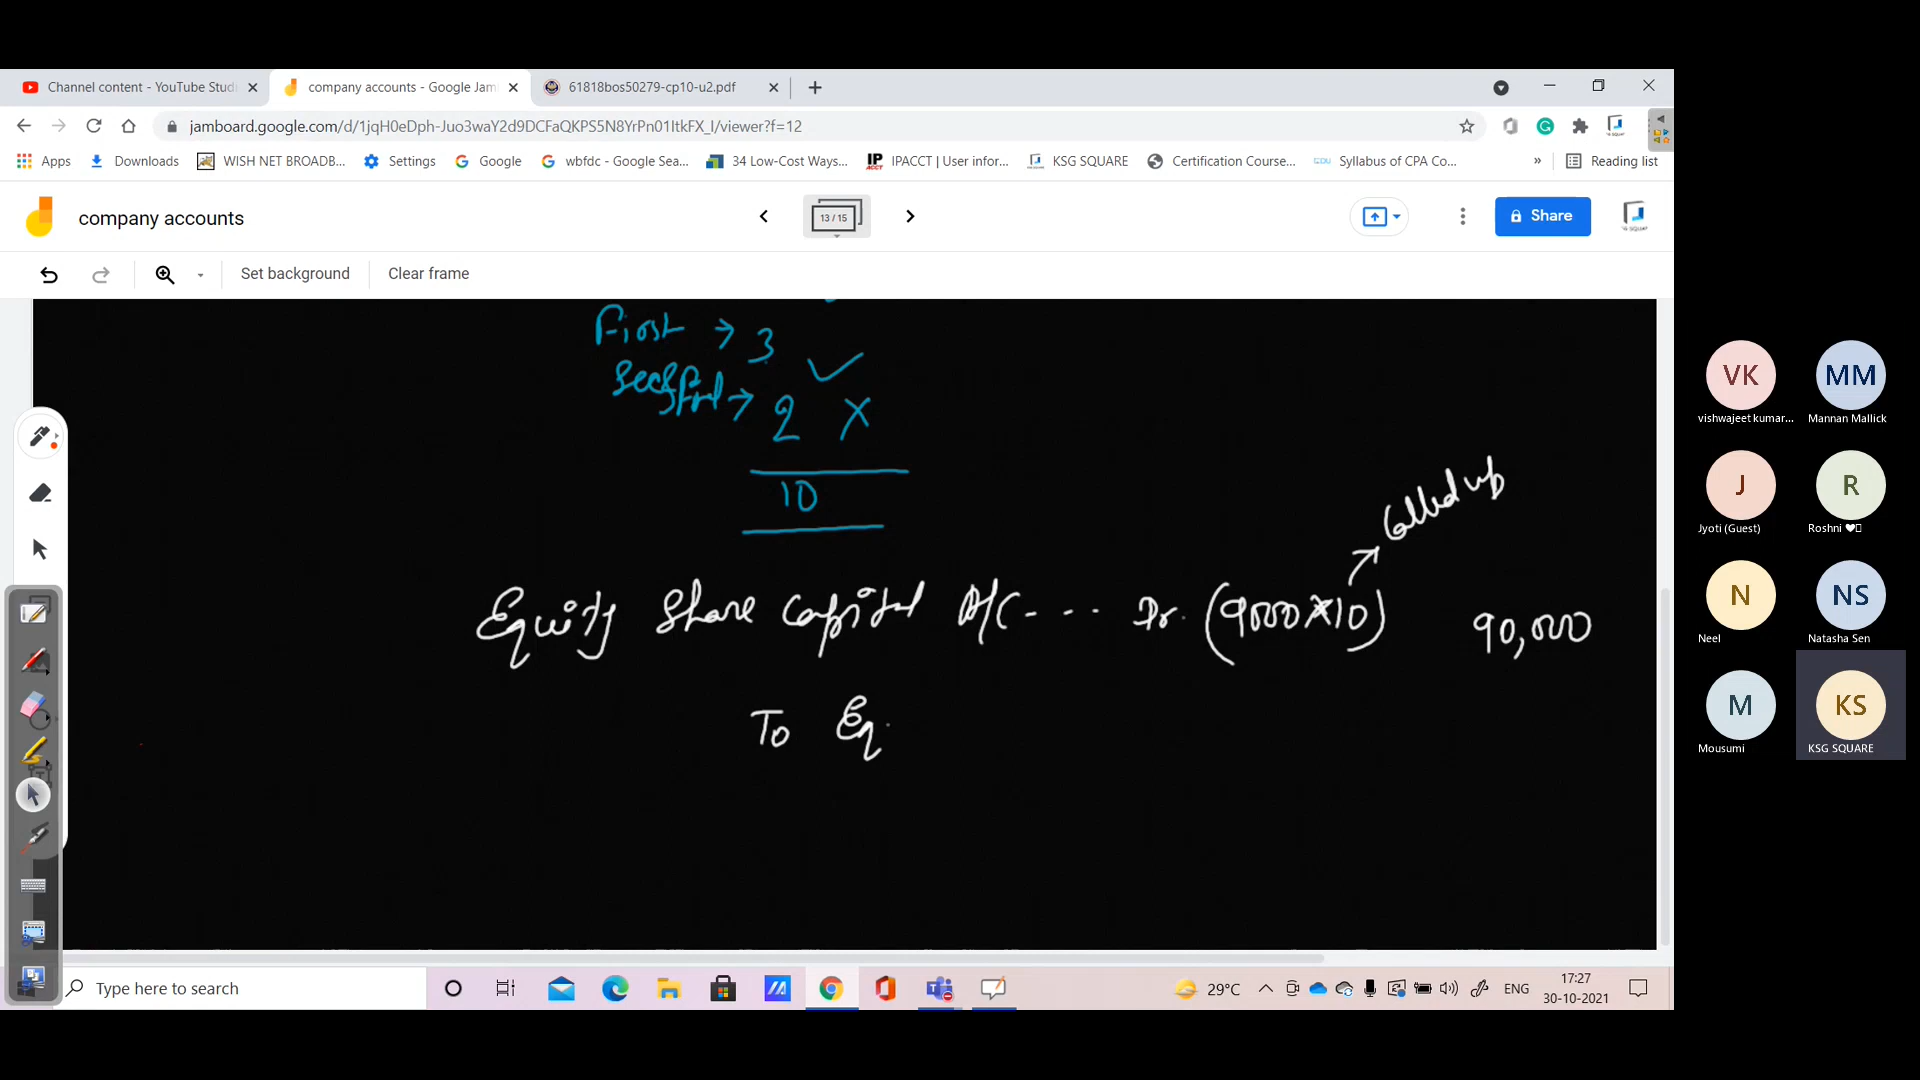 Channel content - YouTube Studi
company accounts - Google Jam
61818bos50279-cp10-u2.pdf
jamboard.google.com/d/1jqH0eDph-Juo3waY2d9DCFaQKPS5N8YrPn01ItkFX_I/viewer?f=12
Apps Downloads WISH NET BROADB... Settings Google wbfdc - Google Sea... 34 Low-Cost Ways... IPACCT | User infor... KSG SQUARE Certification Course... Syllabus of CPA Co... » Reading list
company accounts
13 / 15
Share
Set background Clear frame
First → 3
→ 2 X
10
Called up
Equity Share Capital A/C - - - Dr. (9000×10) 90,000
To Eq.
VK
vishwajeet kumar...
MM
Mannan Mallick
J
Jyoti (Guest)
R
Roshni
N
Neel
NS
Natasha Sen
M
Mousumi
KS
KSG SQUARE
Type here to search
29°C
ENG
17:27
30-10-2021